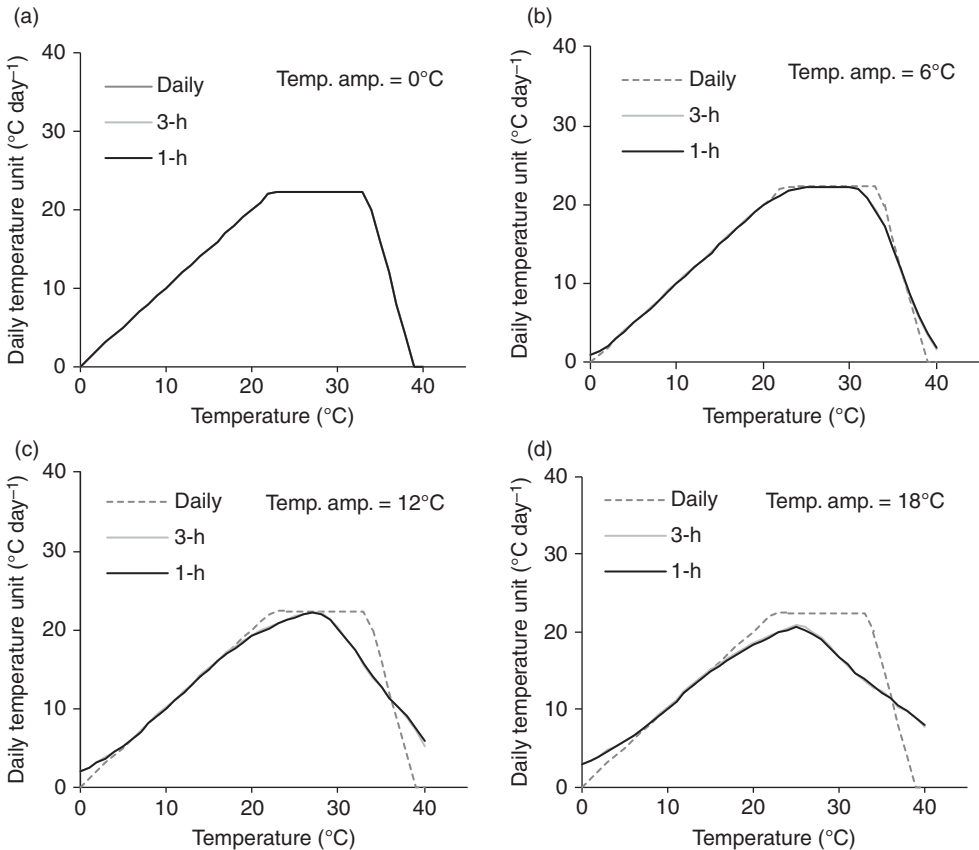 (a)
Daily temperature unit (°C day–1)
40
30
20
10
0
Daily
3-h
1-h
Temp. amp. = 0°C
0 10 20 30 40
Temperature (°C)
(b)
Daily temperature unit (°C day–1)
40
30
20
10
0
Daily
3-h
1-h
Temp. amp. = 6°C
0 10 20 30 40
Temperature (°C)
(c)
Daily temperature unit (°C day–1)
40
30
20
10
0
Daily
3-h
1-h
Temp. amp. = 12°C
0 10 20 30 40
Temperature (°C)
(d)
Daily temperature unit (°C day–1)
40
30
20
10
0
Daily
3-h
1-h
Temp. amp. = 18°C
0 10 20 30 40
Temperature (°C)